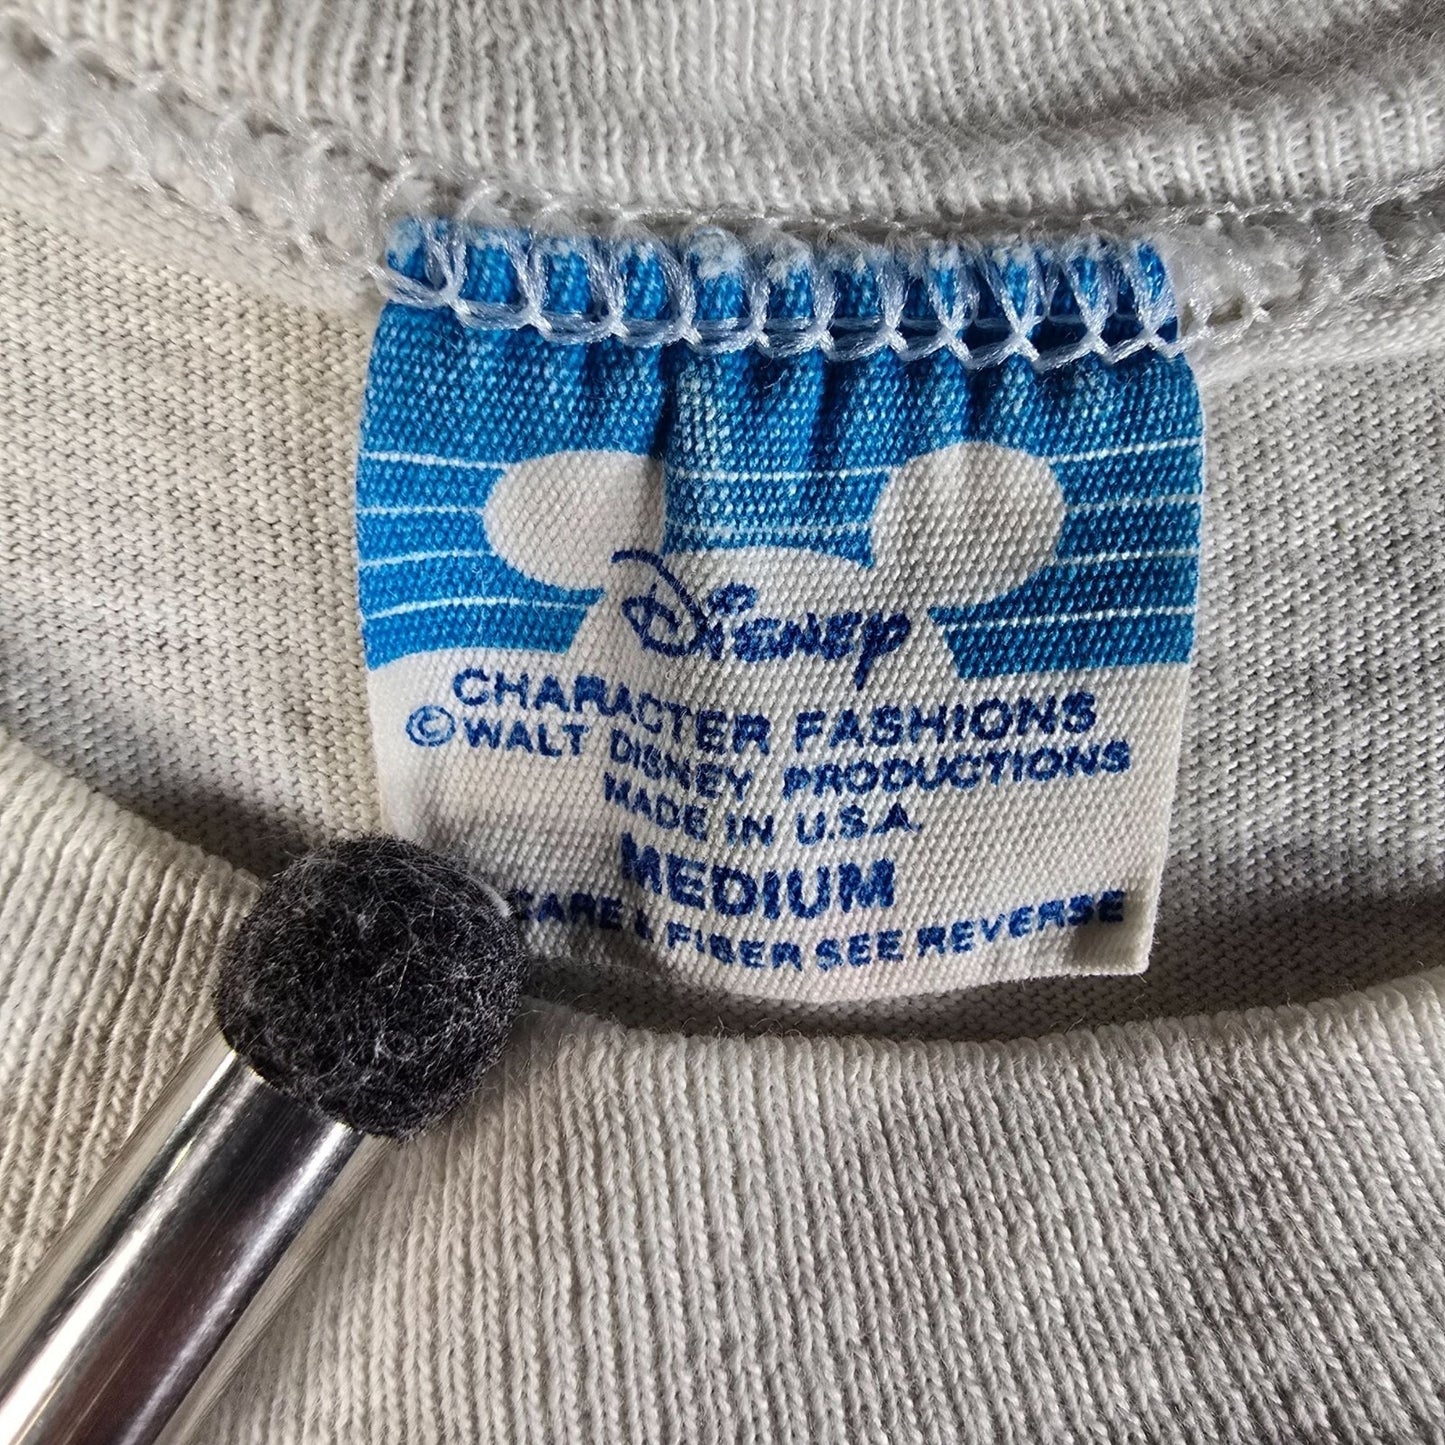 Disney
CHARACTER FASHIONS
© WALT DISNEY PRODUCTIONS
MADE IN U.S.A.
MEDIUM
CARE & FIBER SEE REVERSE